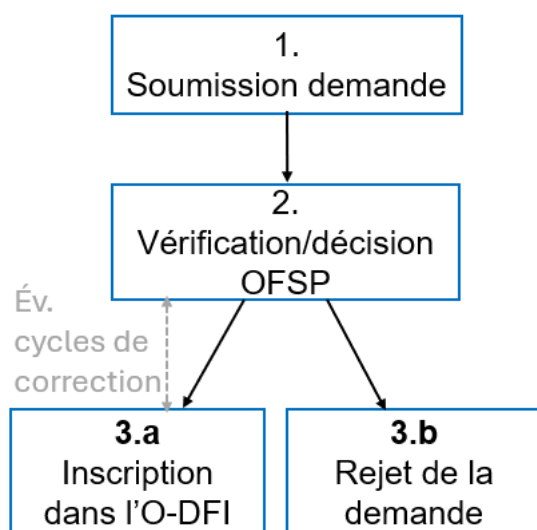 1.
Soumission demande
2.
Vérification/décision
OFSP
Év.
cycles de
correction
3.a
Inscription
dans l’O-DFI
3.b
Rejet de la
demande